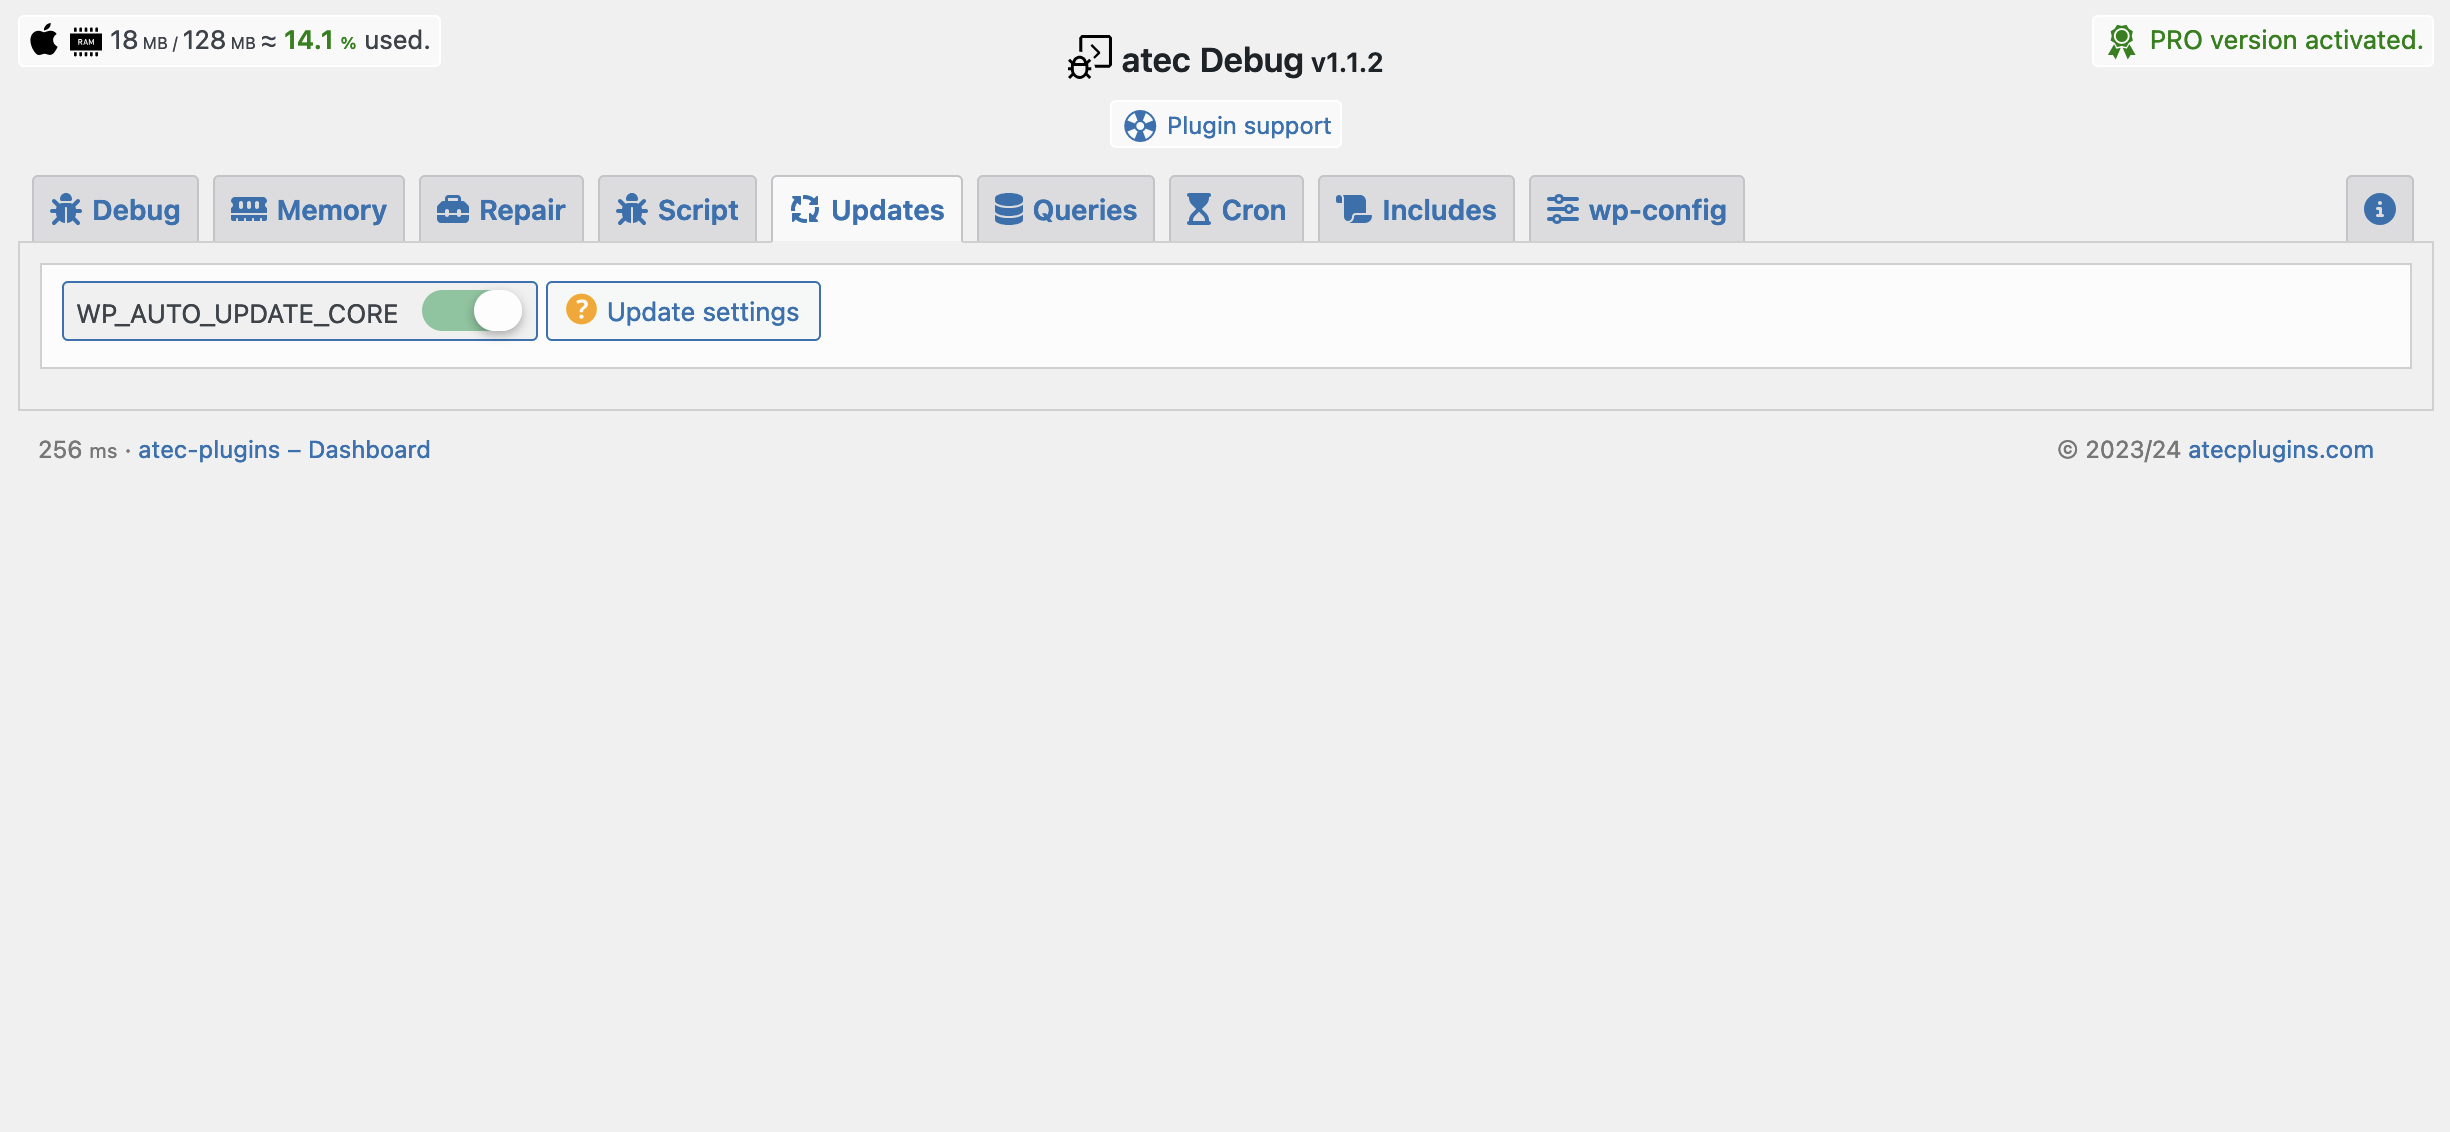 RAM 18 MB / 128 MB ≈ 14.1 % used.
atec Debug v1.1.2
PRO version activated.
Plugin support
Debug Memory Repair Script Updates Queries Cron Includes wp-config
WP_AUTO_UPDATE_CORE ? Update settings
256 ms · atec-plugins – Dashboard
© 2023/24 atecplugins.com